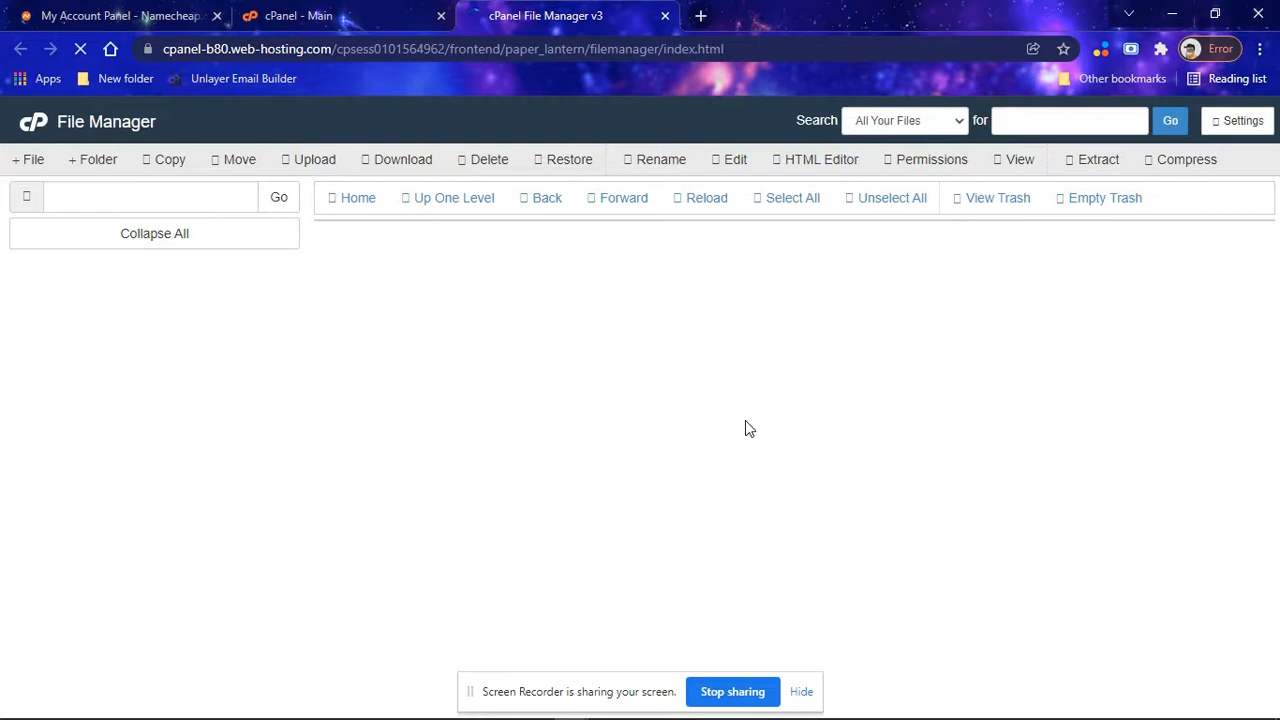 My Account Panel - Namecheap.
cPanel - Main
cPanel File Manager v3
cpanel-b80.web-hosting.com/cpsess0101564962/frontend/paper_lantern/filemanager/index.html
Error
Apps
New folder
Unlayer Email Builder
Other bookmarks
Reading list
cP File Manager
Search
All Your Files
for
Go
Settings
+ File
+ Folder
Copy
Move
Upload
Download
Delete
Restore
Rename
Edit
HTML Editor
Permissions
View
Extract
Compress
Go
Home
Up One Level
Back
Forward
Reload
Select All
Unselect All
View Trash
Empty Trash
Collapse All
Screen Recorder is sharing your screen.
Stop sharing
Hide